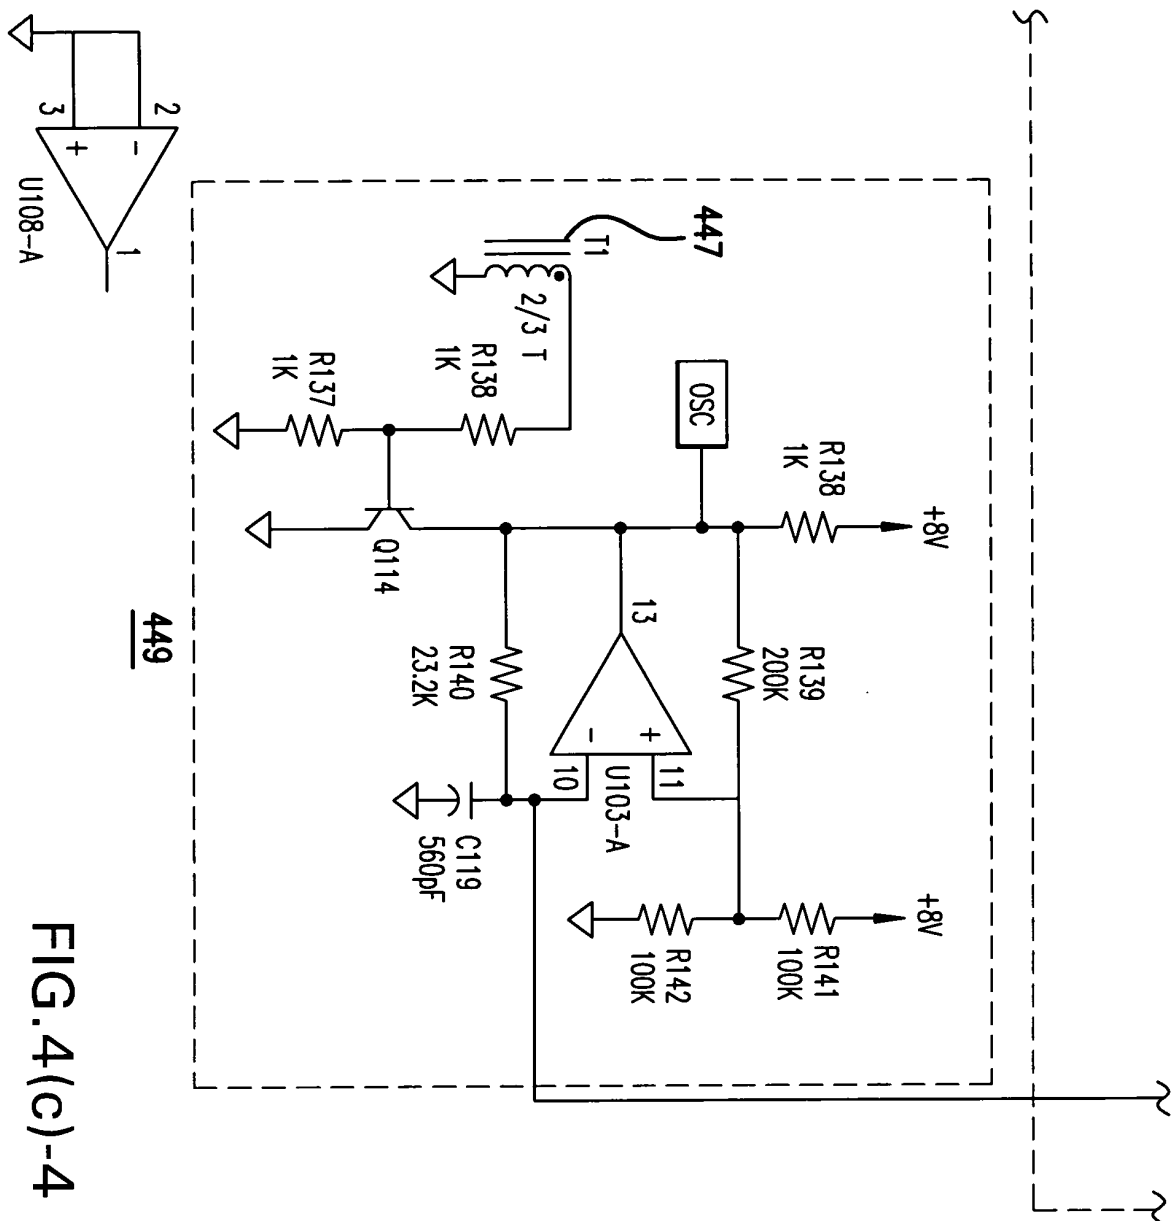 +8V
R138
1K
+8V
R141
100K
OSC
R139
200K
R142
100K
447
T1
2/3 T
R138
1K
R137
1K
Q114
13
+
-
11
10
U103-A
R140
23.2K
C119
560pF
449
2
3
-
+
1
U108-A
FIG.4(c)-4